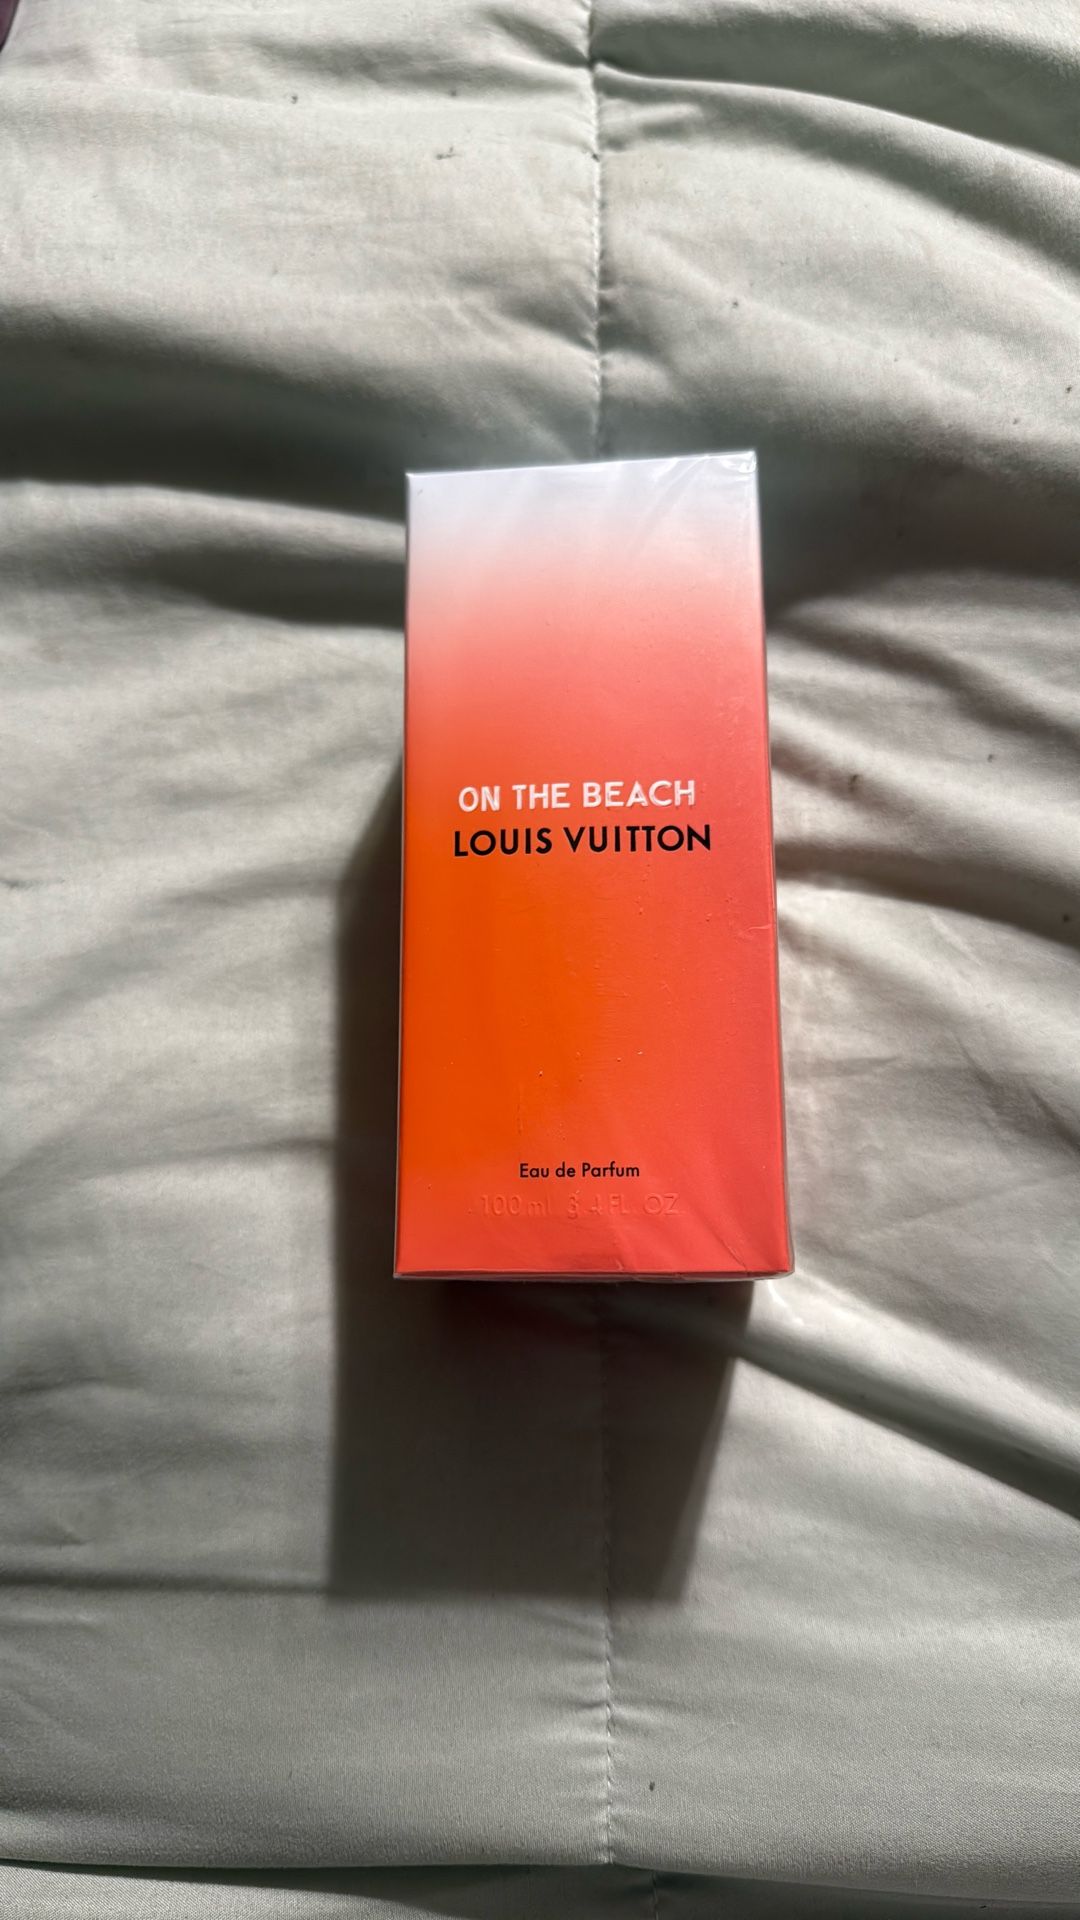 ON THE BEACH
LOUIS VUITTON
Eau de Parfum
100 ml 3.4 FL. OZ